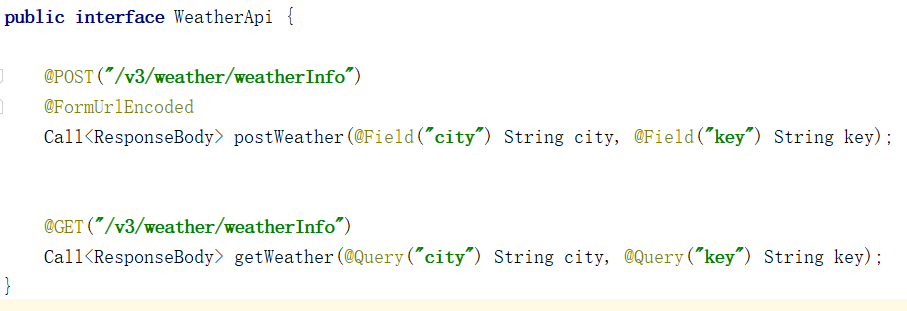 public interface WeatherApi {
@POST("/v3/weather/weatherInfo")
@FormUrlEncoded
Call<ResponseBody> postWeather(@Field("city") String city, @Field("key") String key);
@GET("/v3/weather/weatherInfo")
Call<ResponseBody> getWeather(@Query("city") String city, @Query("key") String key);
}